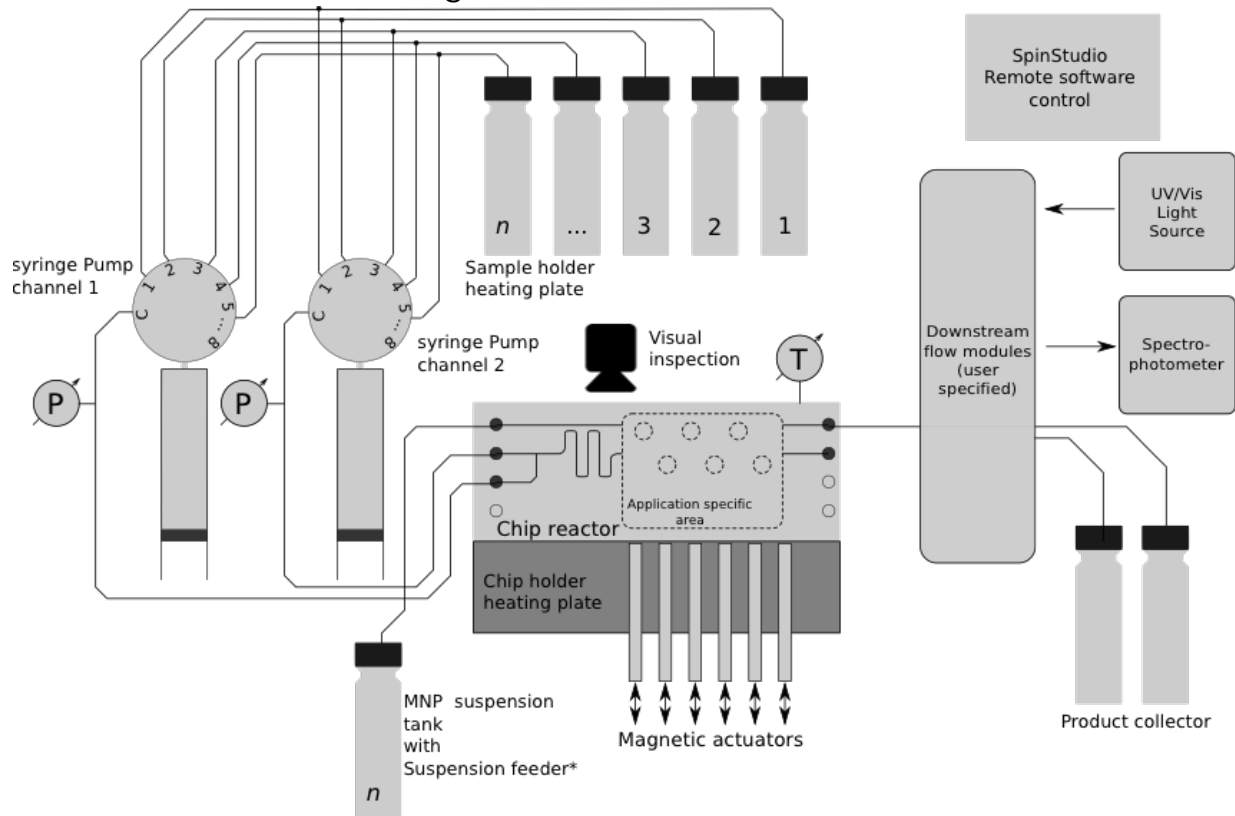 SpinStudio
Remote software
control
n
...
3
2
1
UV/Vis
Light
Source
syringe Pump
channel 1
C
1
2
3
4
5
...
8
C
1
2
3
4
5
...
8
Sample holder
heating plate
syringe Pump
channel 2
Visual
inspection
Downstream
flow modules
(user
specified)
Spectro-
photometer
P
P
T
Application specific
area
Chip reactor
Chip holder
heating plate
MNP suspension
tank
with
Suspension feeder*
n
Magnetic actuators
Product collector